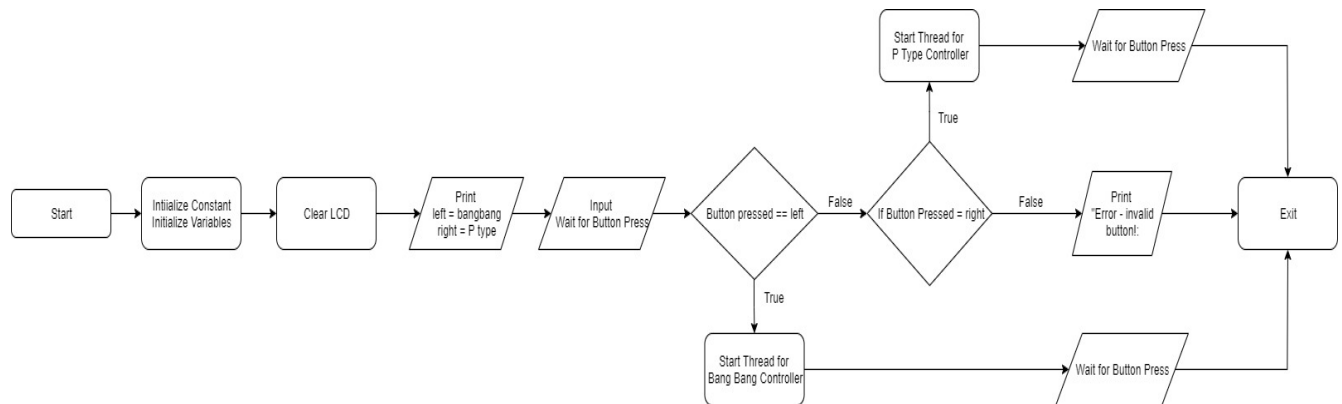 Start
Intiialize Constant
Initialize Variables
Clear LCD
Print
left = bangbang
right = P type
Input
Wait for Button Press
Button pressed == left
False
True
If Button Pressed = right
True
False
Start Thread for
P Type Controller
Wait for Button Press
Print
"Error - invalid
button!:
Exit
Start Thread for
Bang Bang Controller
Wait for Button Press